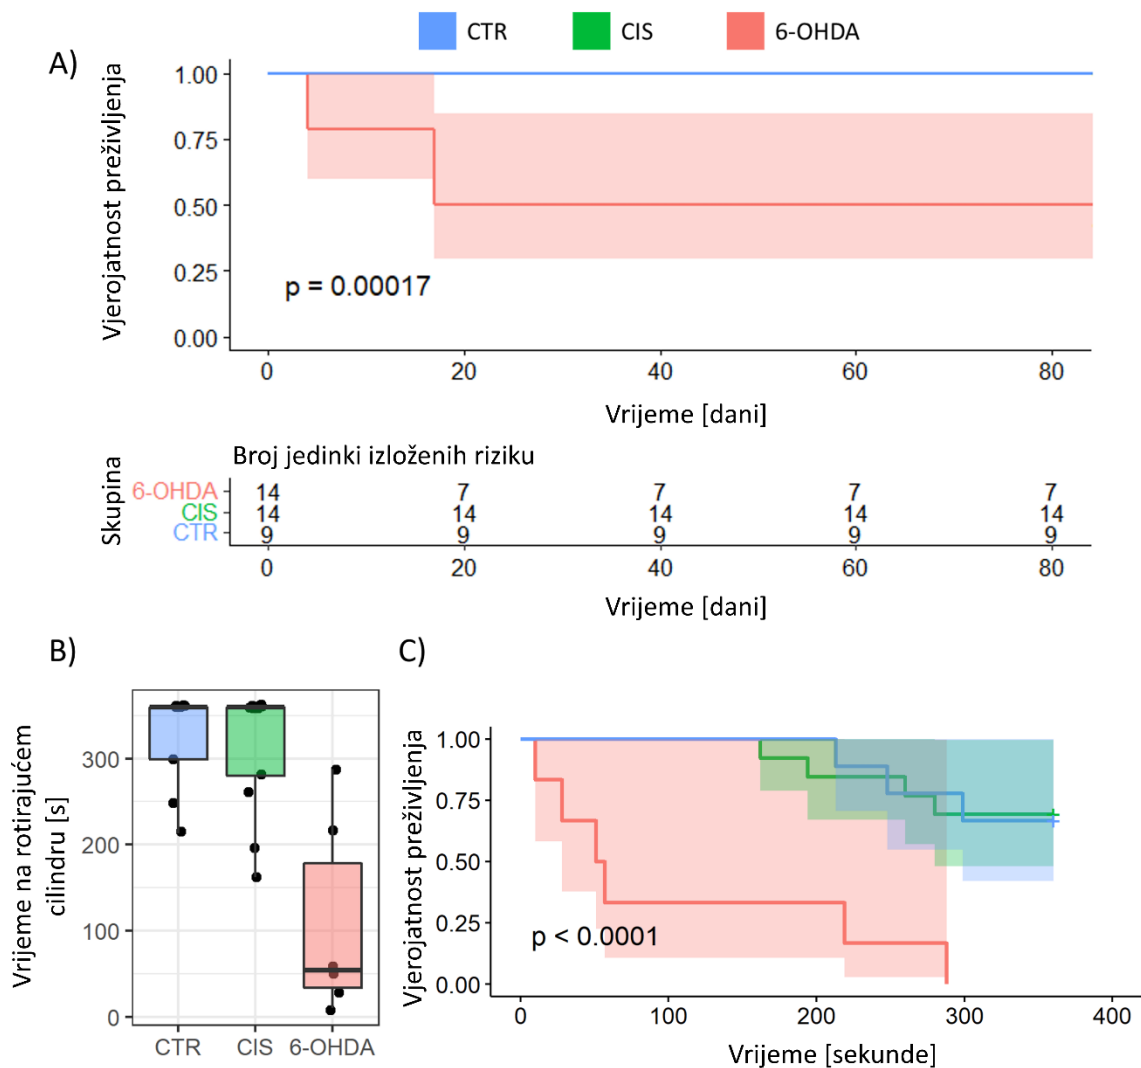 CTR CIS 6-OHDA
A)
Vjerojatnost preživljenja
1.00
0.75
0.50
0.25
0.00
p = 0.00017
0 20 40 60 80
Vrijeme [dani]
Broj jedinki izloženih riziku
Skupina
6-OHDA 14 7 7 7 7
CIS 14 14 14 14 14
CTR 9 9 9 9 9
0 20 40 60 80
Vrijeme [dani]
B)
Vrijeme na rotirajućem
cilindru [s]
300
200
100
0
CTR CIS 6-OHDA
C)
Vjerojatnost preživljenja
1.00
0.75
0.50
0.25
0.00
p < 0.0001
0 100 200 300 400
Vrijeme [sekunde]